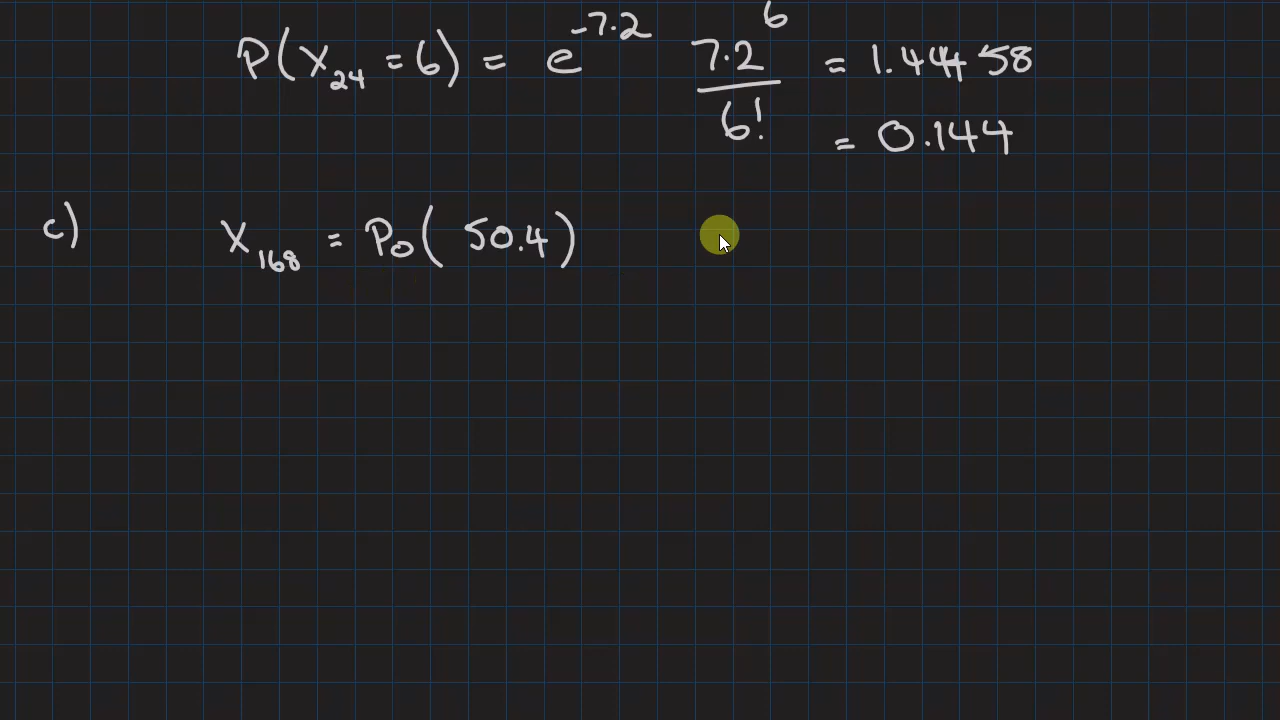 P(X₂₄ = 6) = e^{-7.2} 7.2^6/6! = 1.44458
= 0.144
c) X₁₆₈ = Po(50.4)